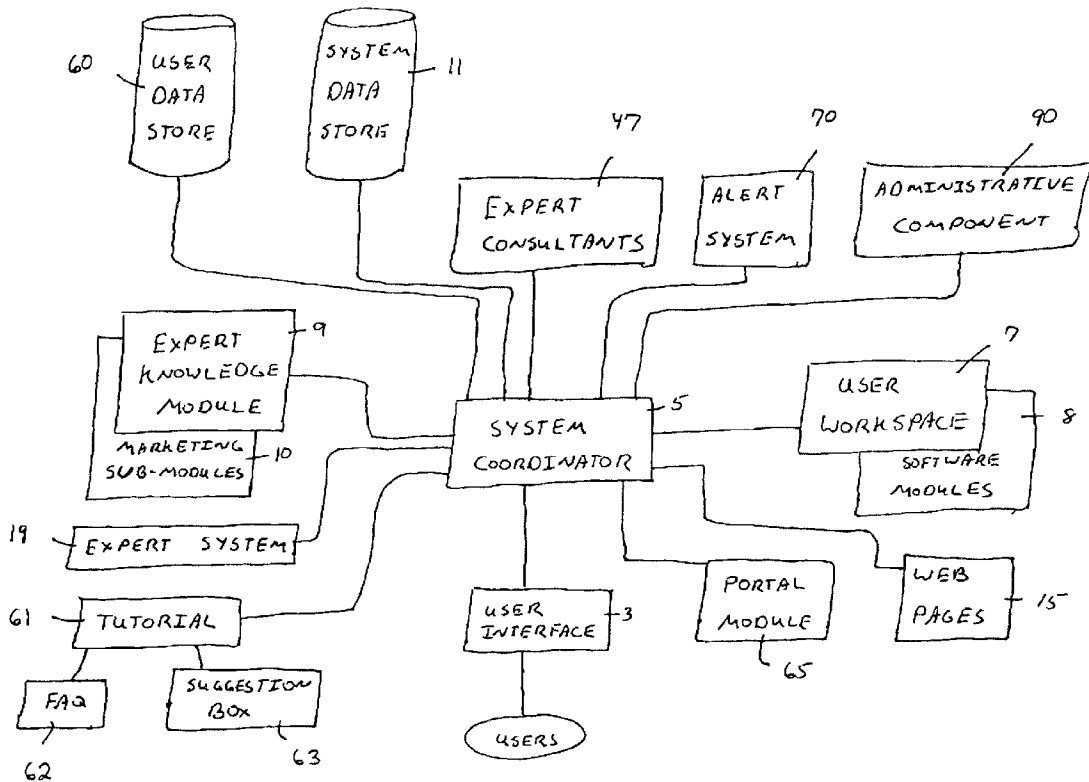 60
USER
DATA
STORE
SYSTEM
DATA
STORE
11
47
EXPERT
CONSULTANTS
70
ALERT
SYSTEM
90
ADMINISTRATIVE
COMPONENT
9
EXPERT
KNOWLEDGE
MODULE
MARKETING
SUB-MODULES
10
5
SYSTEM
COORDINATOR
7
USER
WORKSPACE
8
SOFTWARE
MODULES
19
EXPERT SYSTEM
61
TUTORIAL
FAQ
62
SUGGESTION
BOX
63
USER
INTERFACE
3
USERS
PORTAL
MODULE
65
WEB
PAGES
15